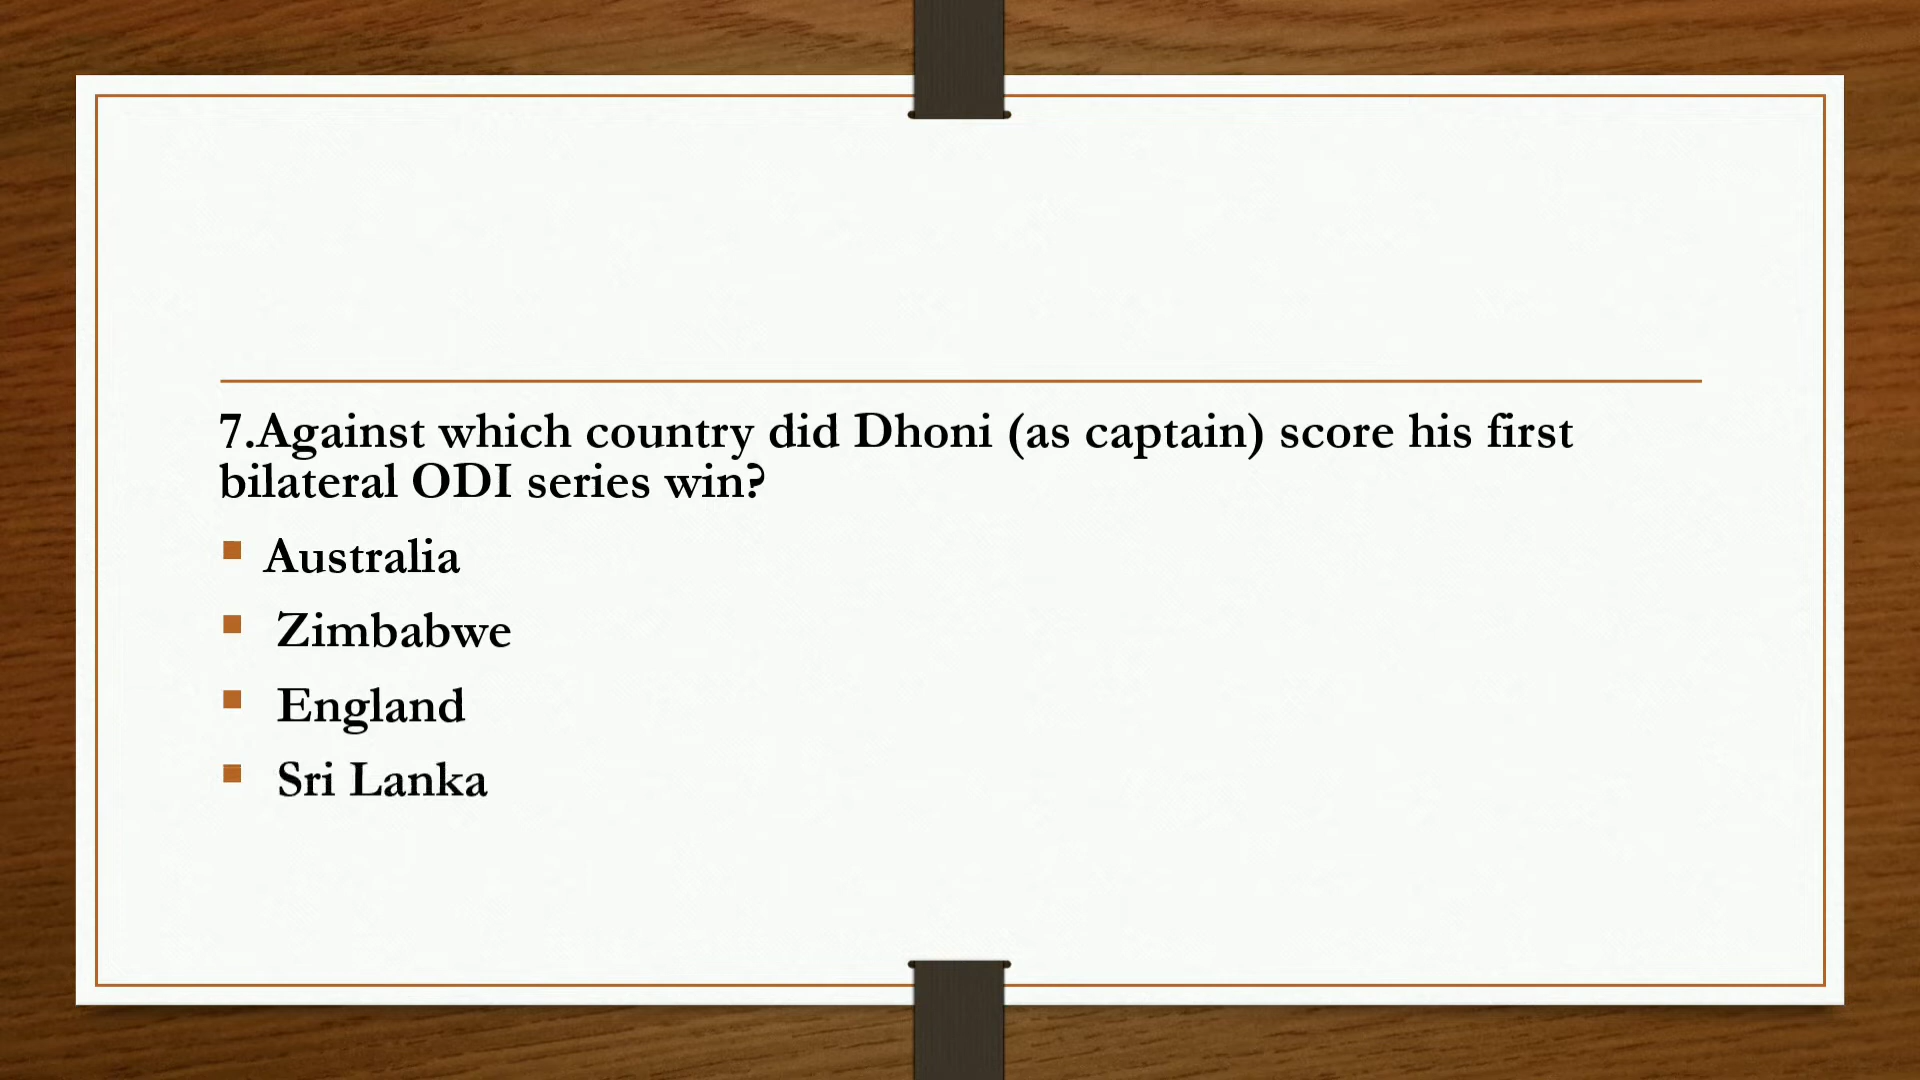 7.Against which country did Dhoni (as captain) score his first
bilateral ODI series win?
Australia
Zimbabwe
England
Sri Lanka